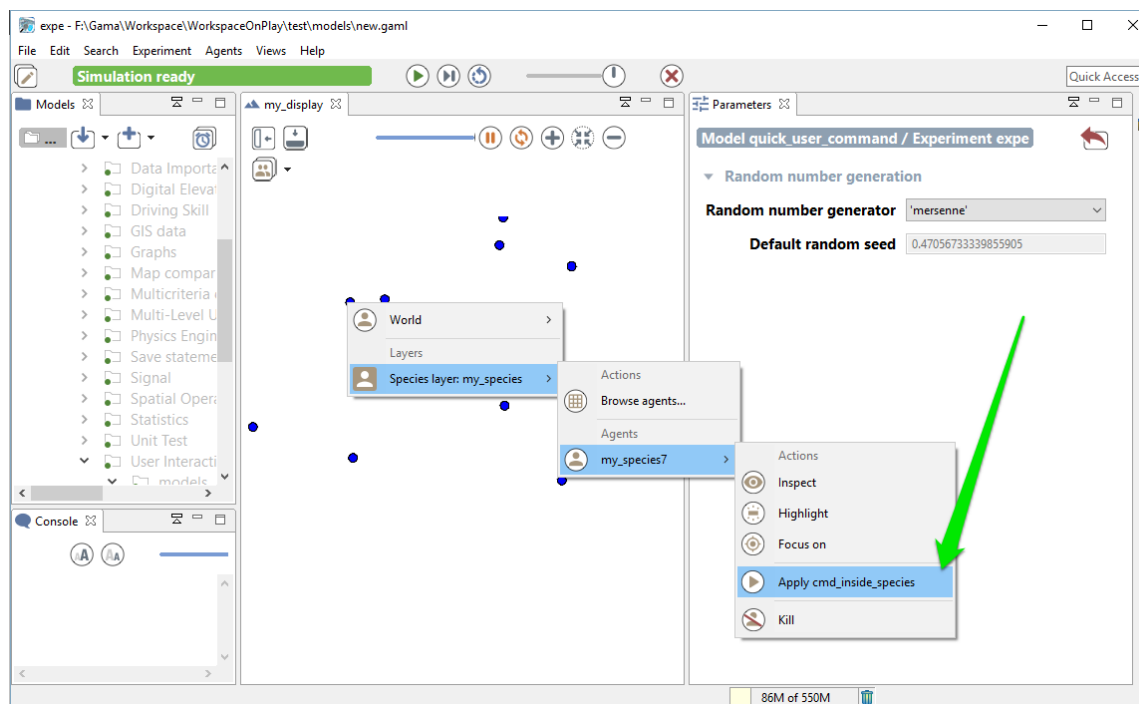 expe - F:\Gama\Workspace\WorkspaceOnPlay\test\models\new.gaml
File Edit Search Experiment Agents Views Help
Simulation ready
Quick Access
Models
...
Data Importa
Digital Elevat
Driving Skill
GIS data
Graphs
Map compar
Multicriteria
Multi-Level U
Physics Engin
Save stateme
Signal
Spatial Opera
Statistics
Unit Test
User Interacti
models
Console
AA
AA
my_display
World
Layers
Species layer: my_species
Actions
Browse agents...
Agents
my_species7
Actions
Inspect
Highlight
Focus on
Apply cmd_inside_species
Kill
Parameters
Model quick_user_command / Experiment expe
Random number generation
Random number generator 'mersenne'
Default random seed 0.47056733339855905
86M of 550M